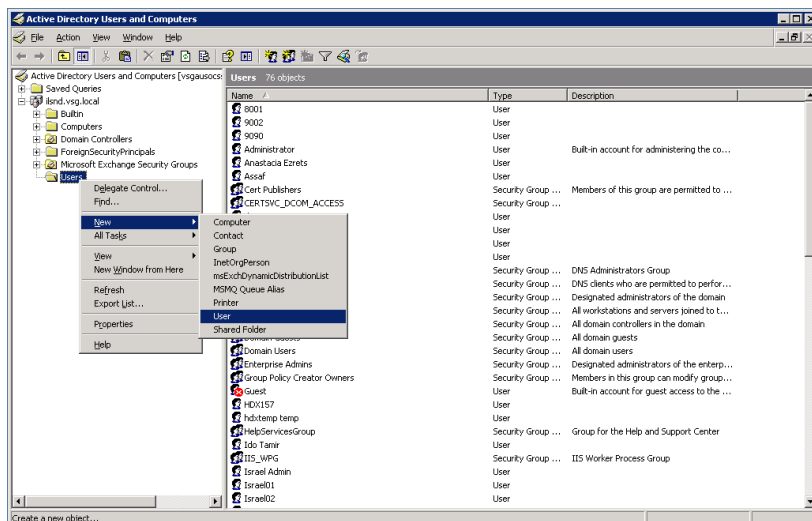 Active Directory Users and Computers
File Action View Window Help
Active Directory Users and Computers [vsgausocs
Saved Queries
ilsnd.vsg.local
Builtin
Computers
Domain Controllers
ForeignSecurityPrincipals
Microsoft Exchange Security Groups
Users
Delegate Control...
Find...
New
All Tasks
View
New Window from Here
Refresh
Export List...
Properties
Help
Computer
Contact
Group
InetOrgPerson
msExchDynamicDistributionList
MSMQ Queue Alias
Printer
User
Shared Folder
Users 76 objects
Name Type Description
8001 User
9002 User
9090 User
Administrator User Built-in account for administering the co...
Anastacia Ezrets User
Assaf User
Cert Publishers Security Group ... Members of this group are permitted to ...
CERTSVC_DCOM_ACCESS Security Group ...
User
User
User
User
Security Group ... DNS Administrators Group
Security Group ... DNS clients who are permitted to perfor...
Security Group ... Designated administrators of the domain
Security Group ... All workstations and servers joined to t...
Security Group ... All domain controllers in the domain
Domain Guests Security Group ... All domain guests
Domain Users Security Group ... All domain users
Enterprise Admins Security Group ... Designated administrators of the enterp...
Group Policy Creator Owners Security Group ... Members in this group can modify group...
Guest User Built-in account for guest access to the ...
HDX157 User
hdxtemp temp User
HelpServicesGroup Security Group ... Group for the Help and Support Center
Ido Tamir User
IIS_WPG Security Group ... IIS Worker Process Group
Israel Admin User
Israel01 User
Israel02 User
Create a new object...